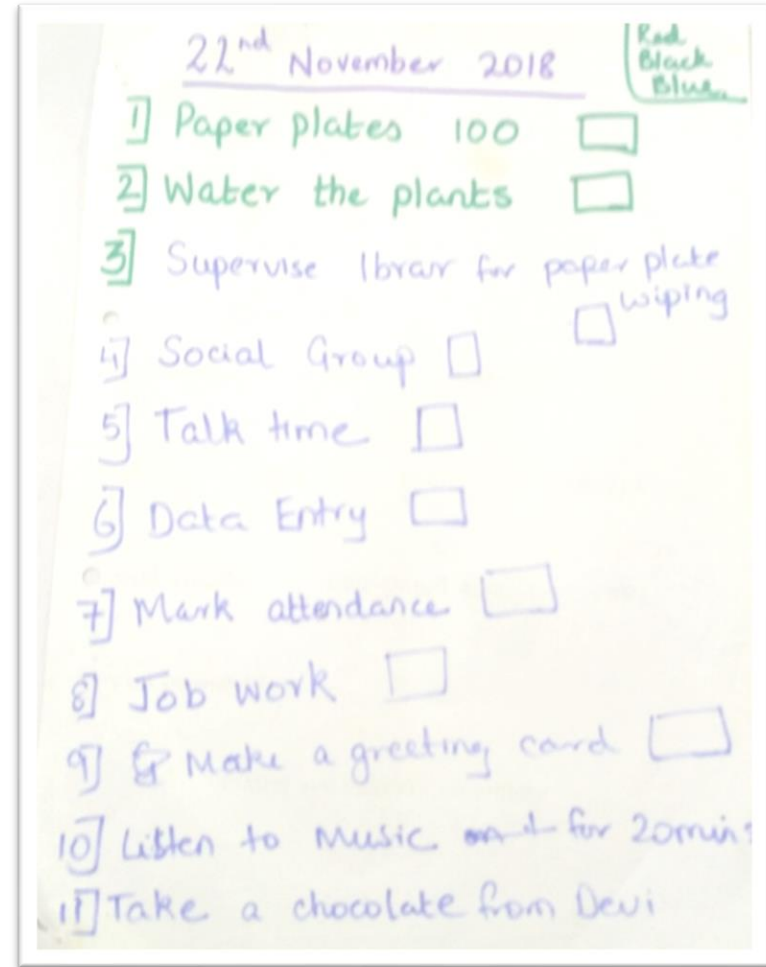 22nd November 2018
Red
Black
Blue
1] Paper plates 100
2] Water the plants
3] Supervise for paper plate
wiping
4] Social Group
5] Talk time
6] Data Entry
7] Mark attendance
8] Job work
9] Make a greeting card
10] Listen to Music for 20min
11] Take a chocolate from Devi